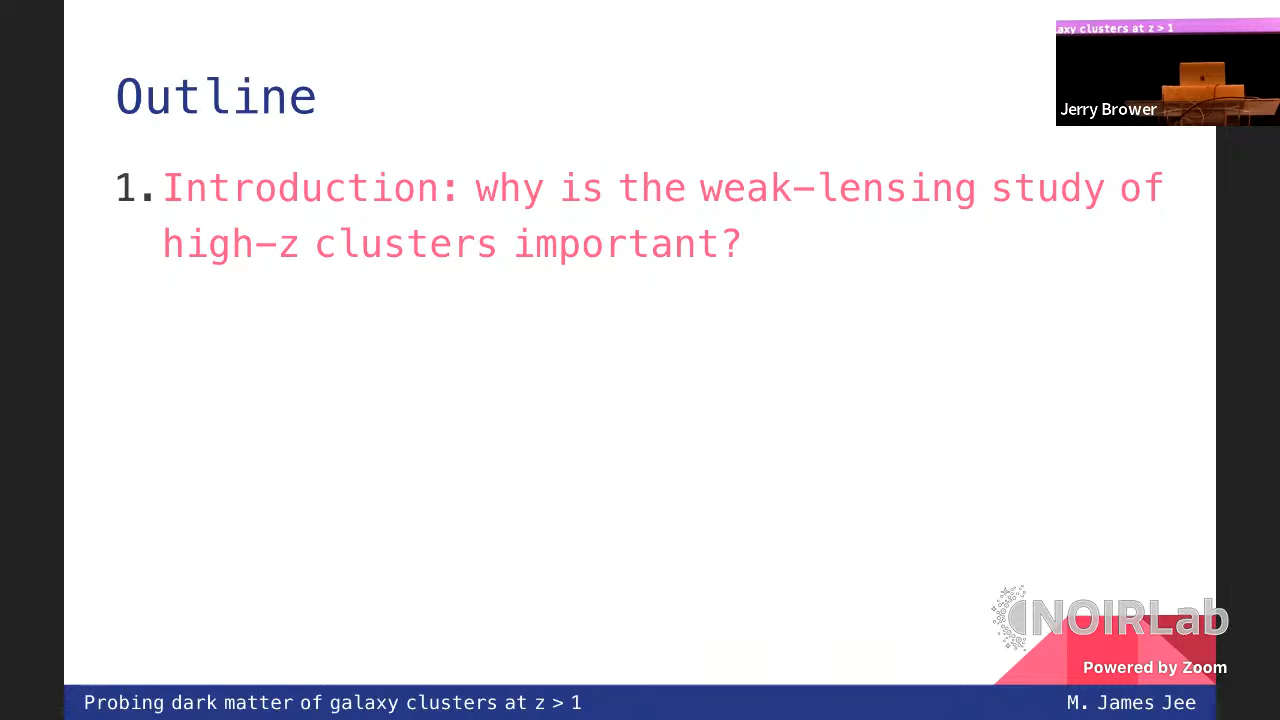 Outline
axy clusters at z > 1
Jerry Brower
1. Introduction: why is the weak-lensing study of
high-z clusters important?
NOIRLab
Powered by Zoom
Probing dark matter of galaxy clusters at z > 1
M. James Jee